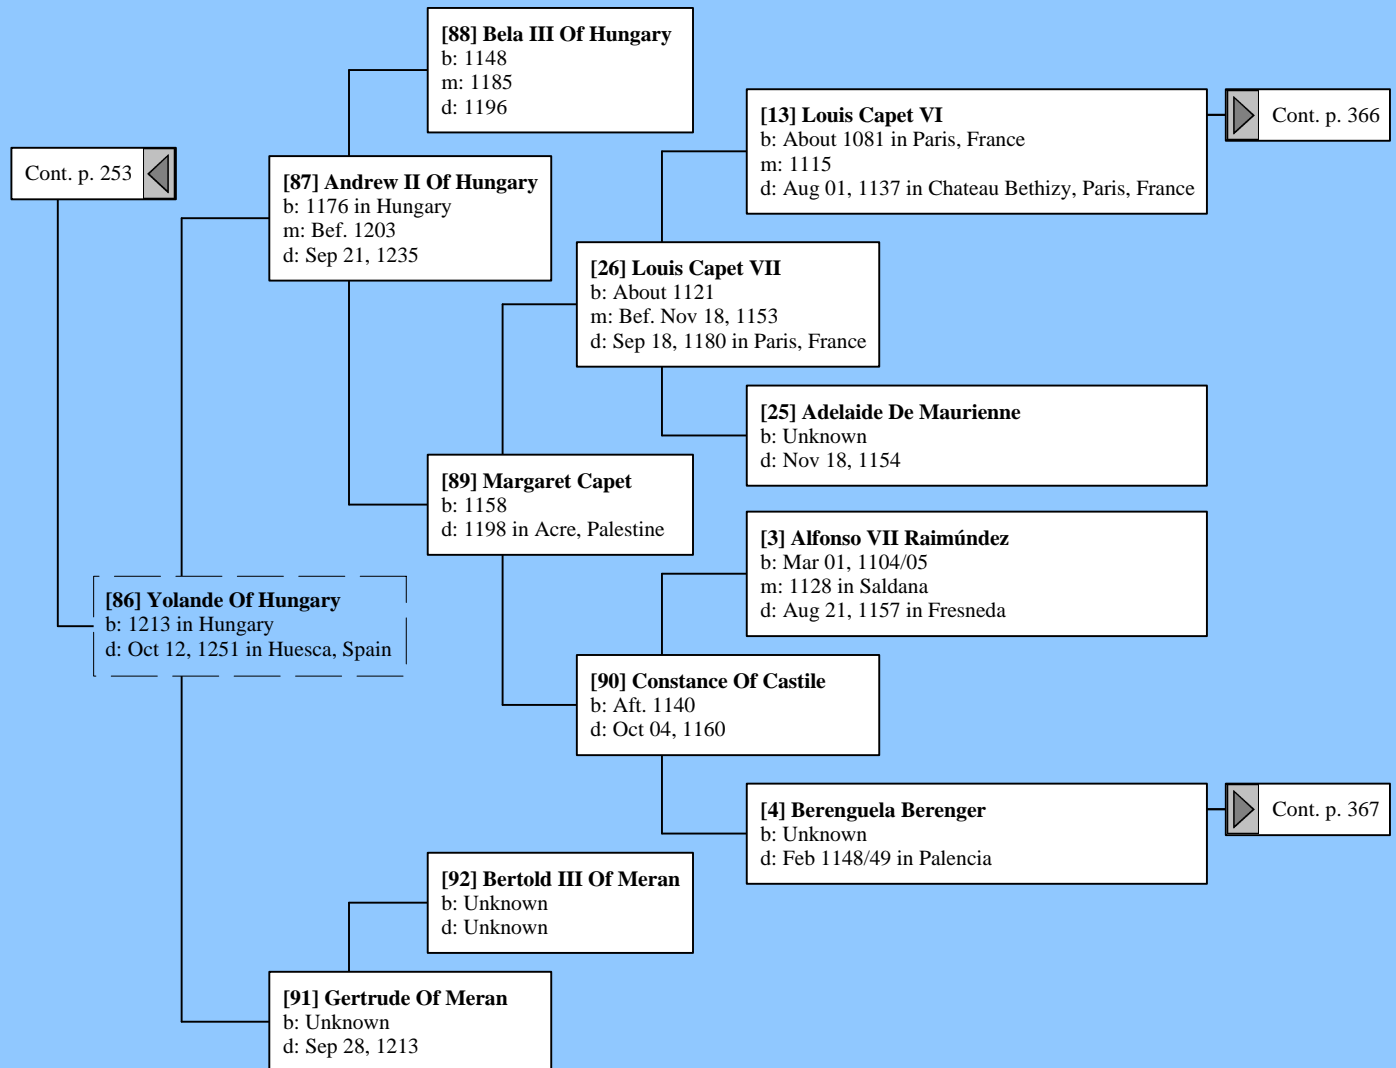 [88] Bela III Of Hungary
b: 1148
m: 1185
d: 1196
[13] Louis Capet VI
b: About 1081 in Paris, France
m: 1115
d: Aug 01, 1137 in Chateau Bethizy, Paris, France
Cont. p. 366
Cont. p. 253
[87] Andrew II Of Hungary
b: 1176 in Hungary
m: Bef. 1203
d: Sep 21, 1235
[26] Louis Capet VII
b: About 1121
m: Bef. Nov 18, 1153
d: Sep 18, 1180 in Paris, France
[25] Adelaide De Maurienne
b: Unknown
d: Nov 18, 1154
[89] Margaret Capet
b: 1158
d: 1198 in Acre, Palestine
[3] Alfonso VII Raimúndez
b: Mar 01, 1104/05
m: 1128 in Saldana
d: Aug 21, 1157 in Fresneda
[86] Yolande Of Hungary
b: 1213 in Hungary
d: Oct 12, 1251 in Huesca, Spain
[90] Constance Of Castile
b: Aft. 1140
d: Oct 04, 1160
[4] Berenguela Berenger
b: Unknown
d: Feb 1148/49 in Palencia
Cont. p. 367
[92] Bertold III Of Meran
b: Unknown
d: Unknown
[91] Gertrude Of Meran
b: Unknown
d: Sep 28, 1213